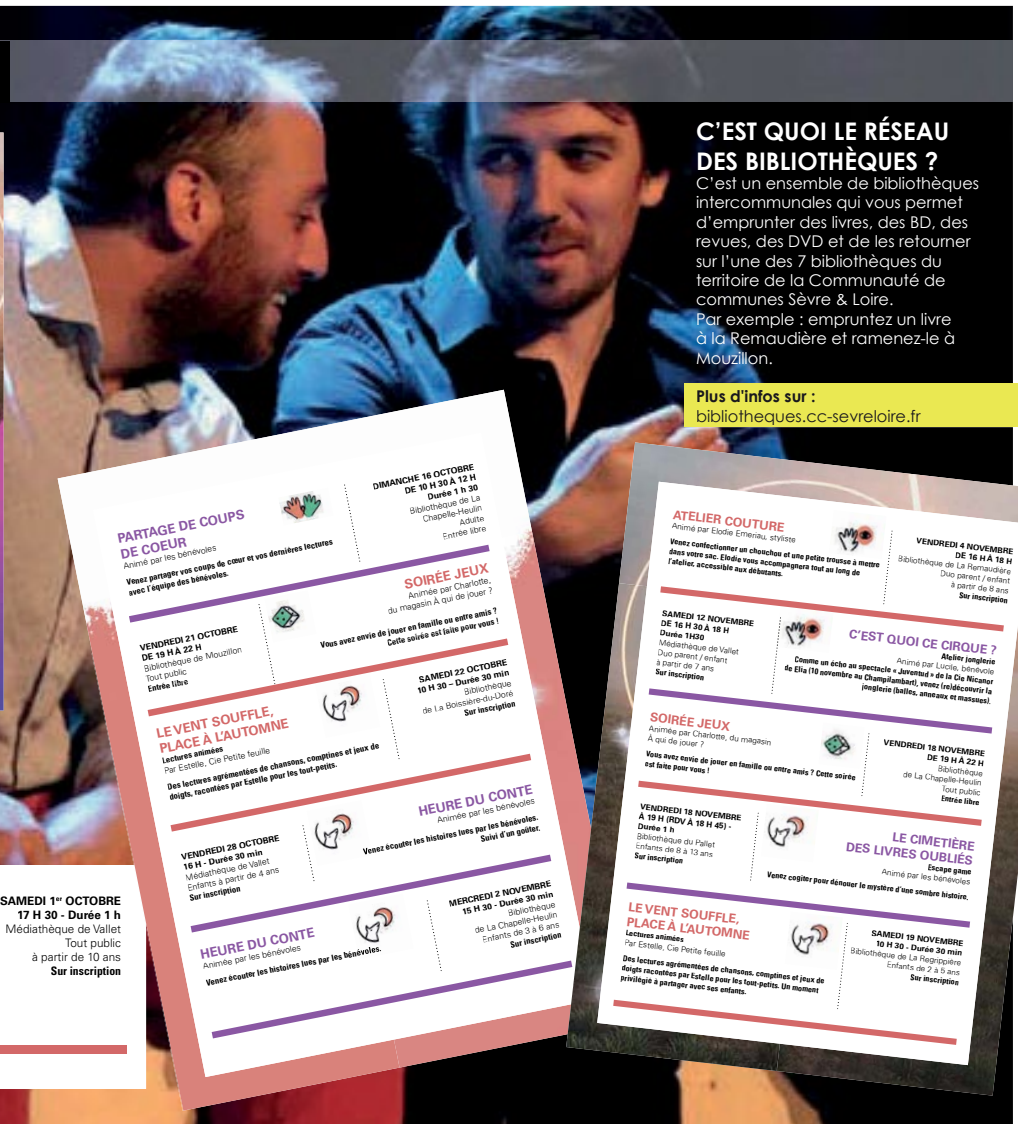 C'EST QUOI LE RÉSEAU
DES BIBLIOTHÈQUES ?
C'est un ensemble de bibliothèques
intercommunales qui vous permet
d'emprunter des livres, des BD, des
revues, des DVD et de les retourner
sur l'une des 7 bibliothèques du
territoire de la Communauté de
communes Sèvre & Loire.
Par exemple : empruntez un livre
à la Remaudière et ramenez-le à
Mouzillon.
Plus d'infos sur :
bibliotheques.cc-sevreloire.fr
SAMEDI 1er OCTOBRE
17 H 30 - Durée 1 h
Médiathèque de Vallet
Tout public
à partir de 10 ans
Sur inscription
PARTAGE DE COUPS
DE COEUR
Animé par les bénévoles
Venez partager vos coups de cœur et vos dernières lectures
avec l'équipe des bénévoles.
DIMANCHE 16 OCTOBRE
DE 10 H 30 À 12 H
Durée 1 h 30
Bibliothèque de La
Chapelle-Heulin
Adulte
Entrée libre
VENDREDI 21 OCTOBRE
DE 19 H À 22 H
Bibliothèque de Mouzillon
Tout public
Entrée libre
SOIRÉE JEUX
Animée par Charlotte,
du magasin À qui de jouer ?
Vous avez envie de jouer en famille ou entre amis ?
Cette soirée est faite pour vous !
LE VENT SOUFFLE,
PLACE À L'AUTOMNE
Lectures animées
Par Estelle, Cie Petite feuille
Des lectures agrémentées de chansons, comptines et jeux de
doigts, racontées par Estelle pour les tout-petits.
SAMEDI 22 OCTOBRE
10 H 30 – Durée 30 min
Bibliothèque
de La Boissière-du-Doré
Sur inscription
VENDREDI 28 OCTOBRE
16 H - Durée 30 min
Médiathèque de Vallet
Enfants à partir de 4 ans
Sur inscription
HEURE DU CONTE
Animée par les bénévoles
Venez écouter les histoires lues par les bénévoles.
Suivi d'un goûter.
HEURE DU CONTE
Animée par les bénévoles
Venez écouter les histoires lues par les bénévoles.
MERCREDI 2 NOVEMBRE
15 H 30 - Durée 30 min
Bibliothèque
de La Chapelle-Heulin
Enfants de 3 à 6 ans
Sur inscription
ATELIER COUTURE
Animé par Elodie Emeriau, styliste
Venez confectionner un chouchou et une petite trousse à mettre
dans votre sac. Elodie vous accompagnera tout au long de
l'atelier, accessible aux débutants.
VENDREDI 4 NOVEMBRE
DE 16 H À 18 H
Bibliothèque de La Remaudière
Duo parent / enfant
à partir de 8 ans
Sur inscription
SAMEDI 12 NOVEMBRE
DE 16 H 30 À 18 H
Durée 1H30
Médiathèque de Vallet
Duo parent / enfant
à partir de 7 ans
Sur inscription
C'EST QUOI CE CIRQUE ?
Atelier jonglerie
Animé par Lucile, bénévole
Comme un écho au spectacle « Juventud » de la Cie Nicanor
de Elia (10 novembre au Champilambart), venez (re)découvrir la
jonglerie (balles, anneaux et massues).
SOIRÉE JEUX
Animée par Charlotte, du magasin
À qui de jouer ?
Vous avez envie de jouer en famille ou entre amis ? Cette soirée
est faite pour vous !
VENDREDI 18 NOVEMBRE
DE 19 H À 22 H
Bibliothèque
de La Chapelle-Heulin
Tout public
Entrée libre
VENDREDI 18 NOVEMBRE
À 19 H (RDV À 18 H 45) -
Durée 1 h
Bibliothèque du Pallet
Enfants de 8 à 13 ans
Sur inscription
LE CIMETIÈRE
DES LIVRES OUBLIÉS
Escape game
Animé par les bénévoles
Venez cogiter pour dénouer le mystère d'une sombre histoire.
LE VENT SOUFFLE,
PLACE À L'AUTOMNE
Lectures animées
Par Estelle, Cie Petite feuille
Des lectures agrémentées de chansons, comptines et jeux de
doigts racontées par Estelle pour les tout-petits. Un moment
privilégié à partager avec ses enfants.
SAMEDI 19 NOVEMBRE
10 H 30 - Durée 30 min
Bibliothèque de La Regrippière
Enfants de 2 à 5 ans
Sur inscription